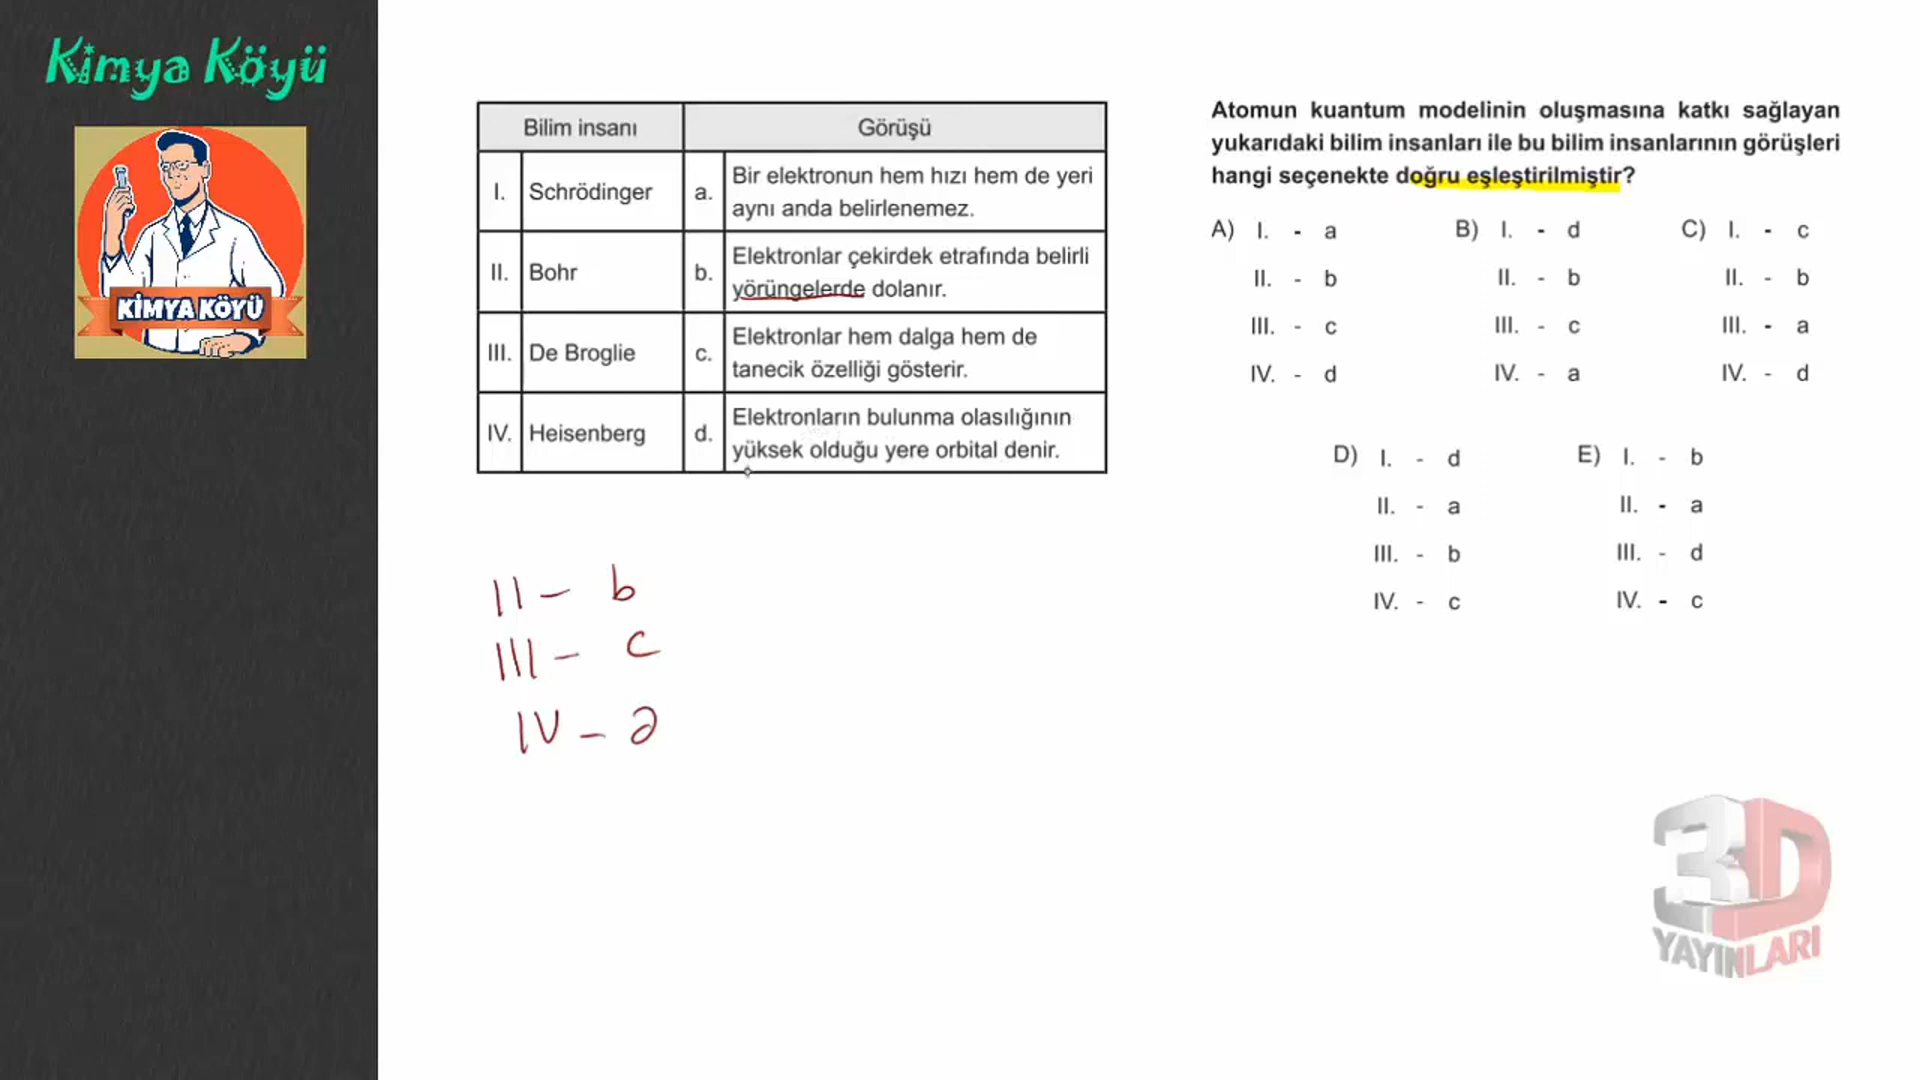 Kimya Köyü
KİMYA KÖYÜ
Bilim insanı Görüşü
I. Schrödinger a. Bir elektronun hem hızı hem de yeri
aynı anda belirlenemez.
II. Bohr b. Elektronlar çekirdek etrafında belirli
yörüngelerde dolanır.
III. De Broglie c. Elektronlar hem dalga hem de
tanecik özelliği gösterir.
IV. Heisenberg d. Elektronların bulunma olasılığının
yüksek olduğu yere orbital denir.
II - b
III - c
IV - a
Atomun kuantum modelinin oluşmasına katkı sağlayan
yukarıdaki bilim insanları ile bu bilim insanlarının görüşleri
hangi seçenekte doğru eşleştirilmiştir?
A) I. - a B) I. - d C) I. - c
II. - b II. - b II. - b
III. - c III. - c III. - a
IV. - d IV. - a IV. - d
D) I. - d E) I. - b
II. - a II. - a
III. - b III. - d
IV. - c IV. - c
3D
YAYINLARI